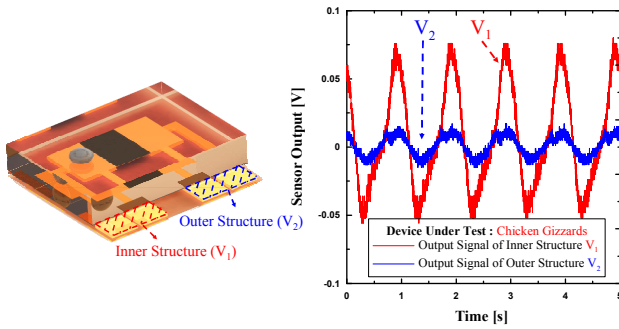 Outer Structure (V2)
Inner Structure (V1)
Sensor Output [V]
0.1
0.05
0
-0.05
-0.1
V2
V1
Device Under Test : Chicken Gizzards
Output Signal of Inner Structure V1
Output Signal of Outer Structure V2
0 1 2 3 4 5
Time [s]